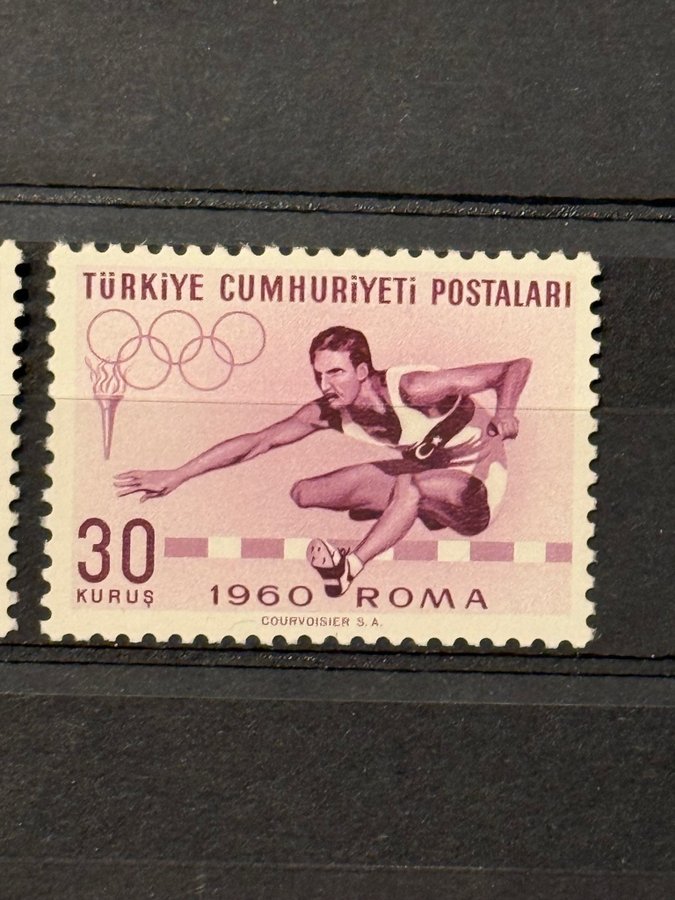 TÜRKİYE CUMHURİYETİ POSTALARI
30
KURUŞ
1960 ROMA
COURVOISIER S. A.